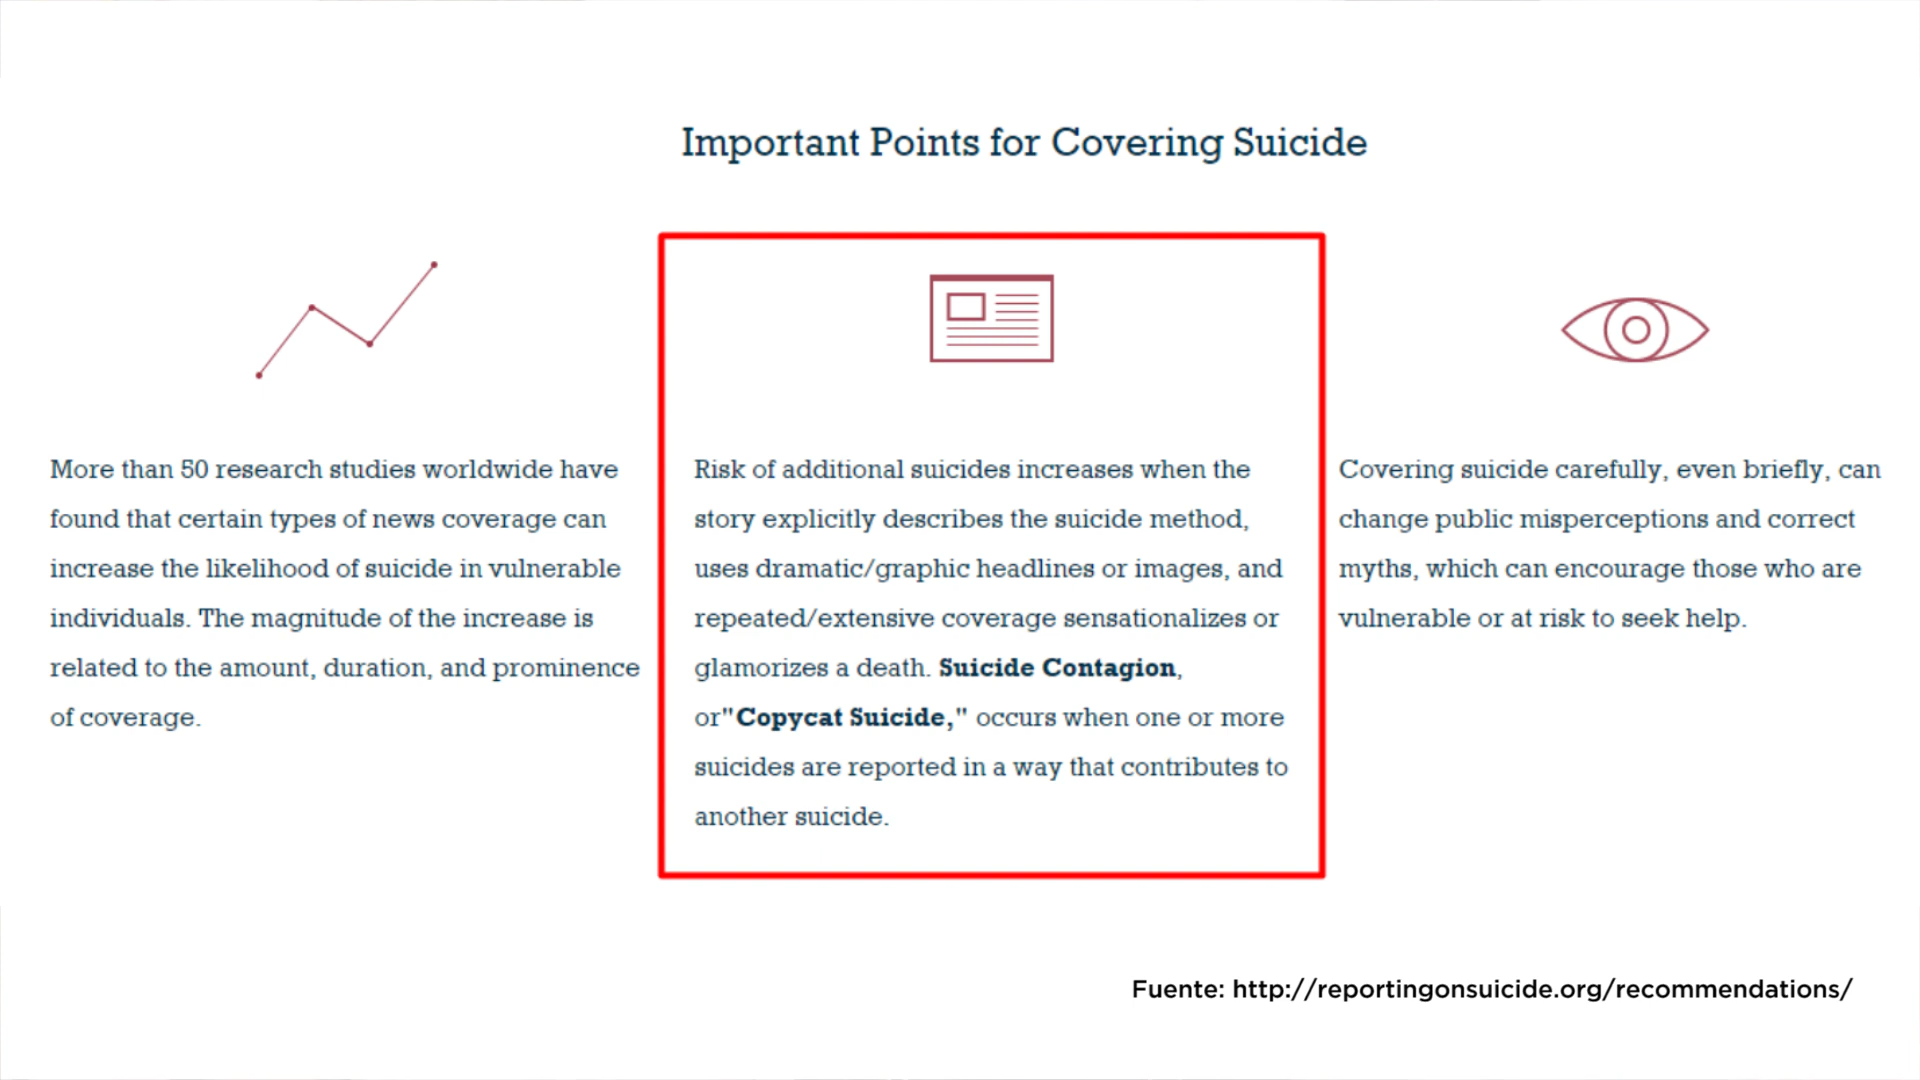 Important Points for Covering Suicide
More than 50 research studies worldwide have
found that certain types of news coverage can
increase the likelihood of suicide in vulnerable
individuals. The magnitude of the increase is
related to the amount, duration, and prominence
of coverage.
Risk of additional suicides increases when the
story explicitly describes the suicide method,
uses dramatic/graphic headlines or images, and
repeated/extensive coverage sensationalizes or
glamorizes a death. Suicide Contagion,
or"Copycat Suicide," occurs when one or more
suicides are reported in a way that contributes to
another suicide.
Covering suicide carefully, even briefly, can
change public misperceptions and correct
myths, which can encourage those who are
vulnerable or at risk to seek help.
Fuente: http://reportingonsuicide.org/recommendations/